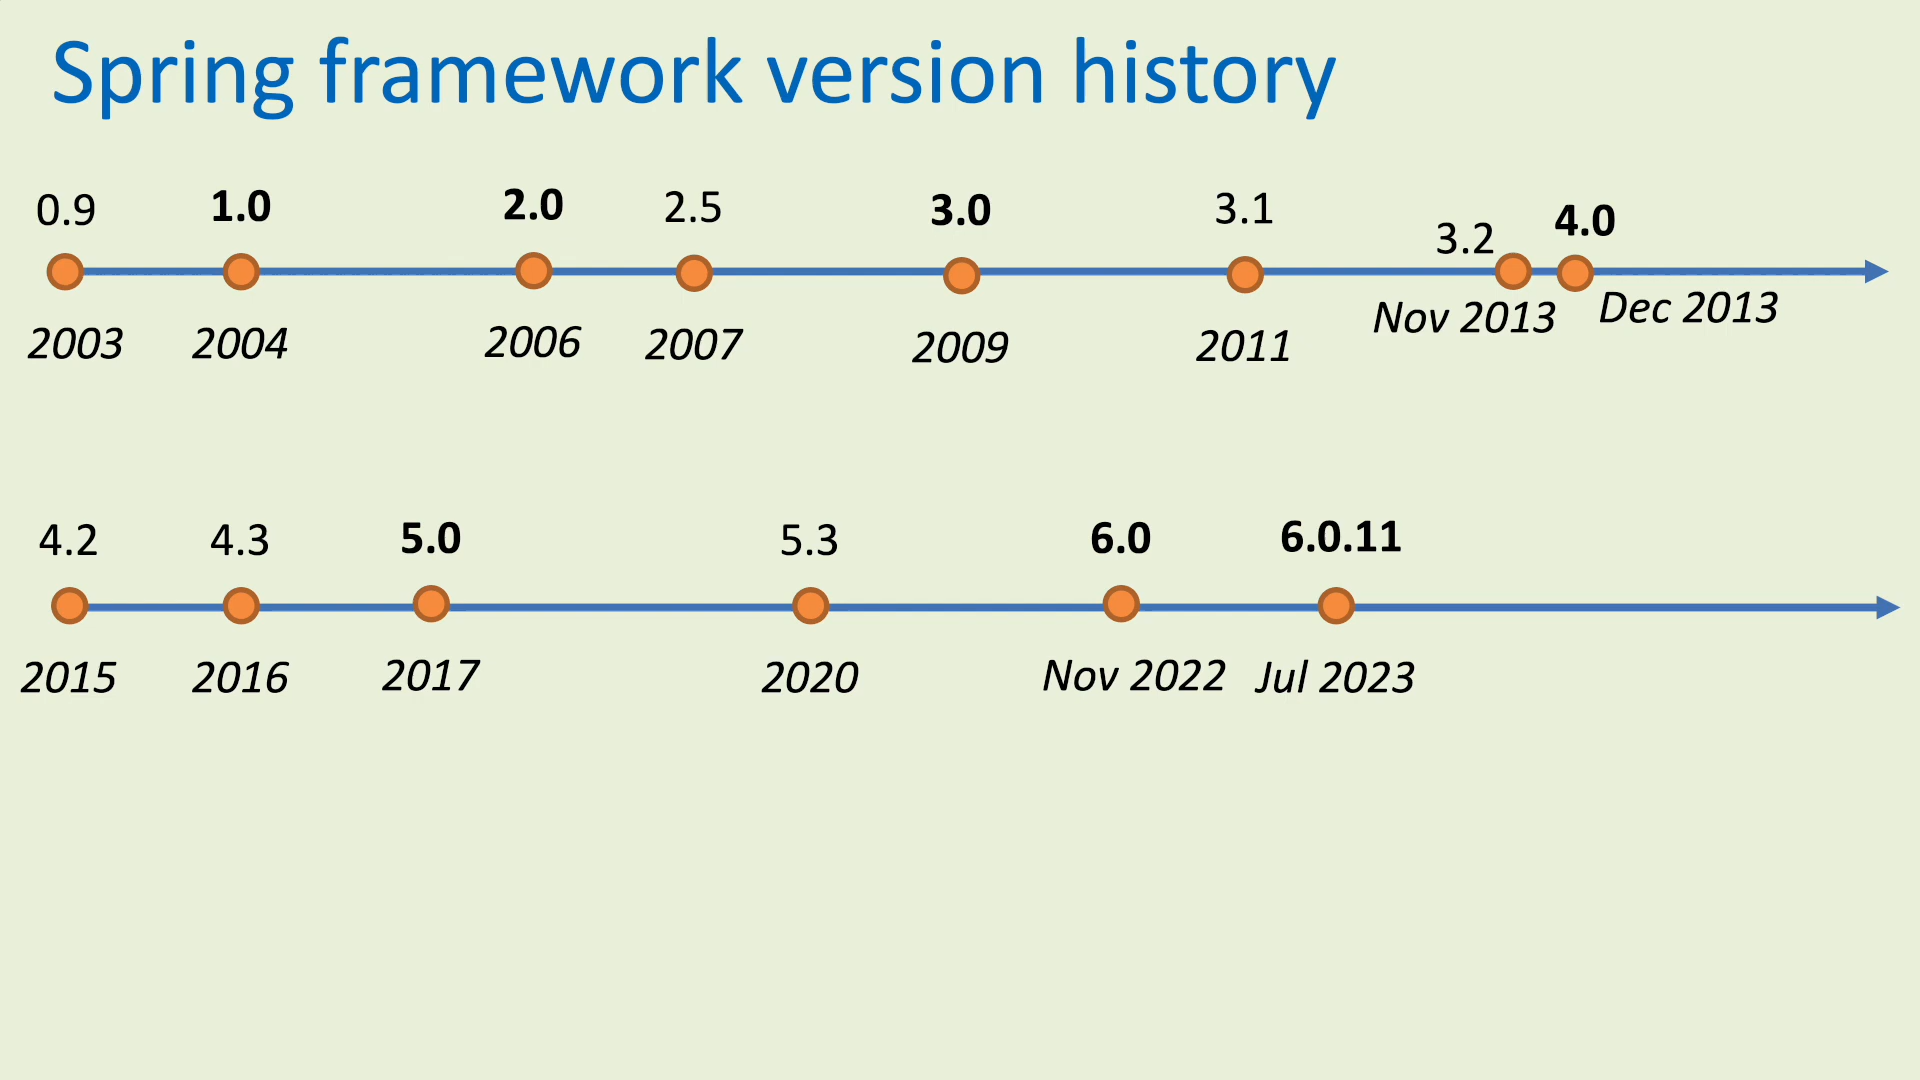 Spring framework version history
0.9 1.0 2.0 2.5 3.0 3.1 3.2 4.0
2003 2004 2006 2007 2009 2011 Nov 2013 Dec 2013
4.2 4.3 5.0 5.3 6.0 6.0.11
2015 2016 2017 2020 Nov 2022 Jul 2023